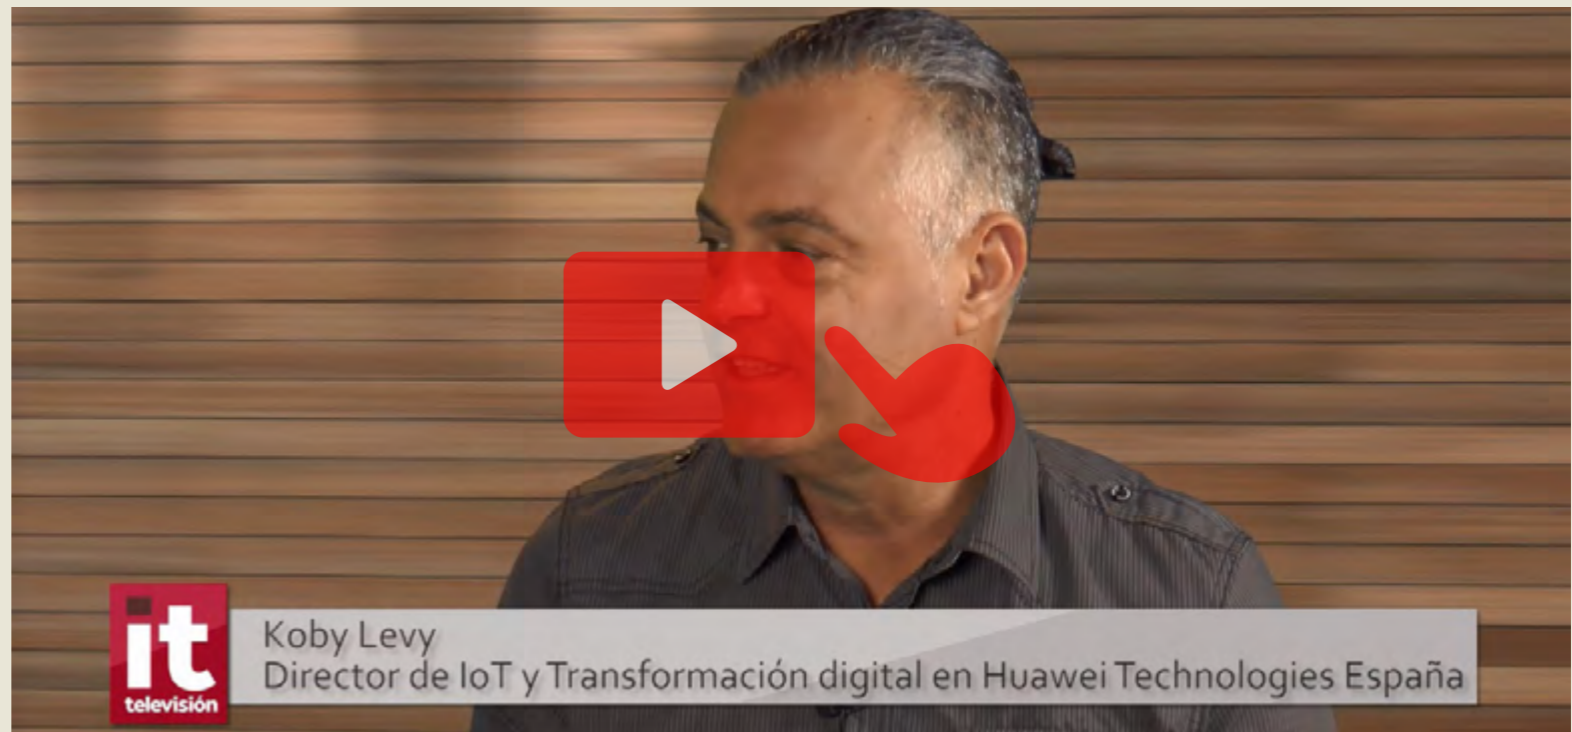 it
televisión
Koby Levy
Director de IoT y Transformación digital en Huawei Technologies España